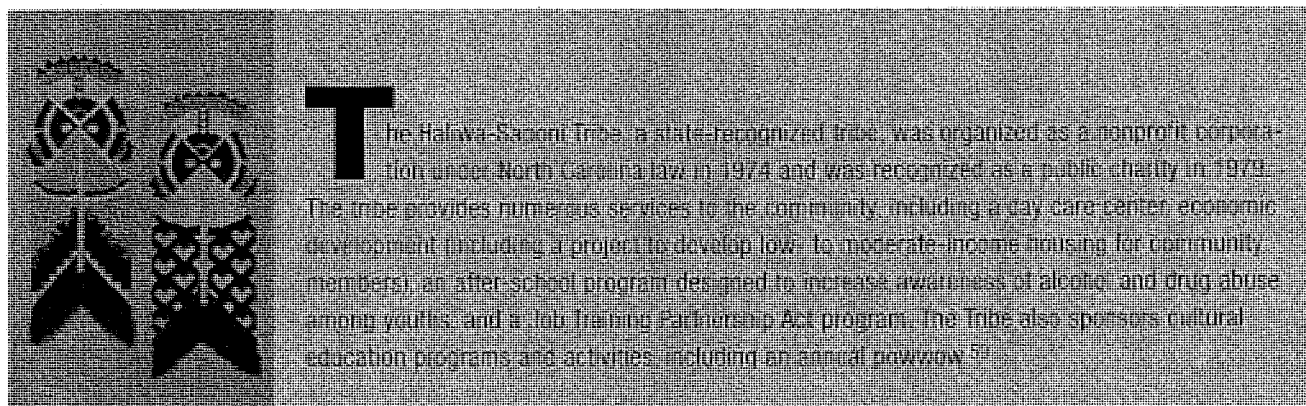 The Haliwa-Saponi Tribe, a state-recognized tribe, was organized as a nonprofit corpora-
tion under North Carolina law in 1974 and was recognized as a public charity in 1979.
The tribe provides numerous services to the community, including a day care center, economic
development (including a project to develop low- to moderate-income housing for community
members), an after-school program designed to increase awareness of alcohol and drug abuse
among youths, and a Job Training Partnership Act program. The Tribe also sponsors cultural
education programs and activities, including an annual powwow.